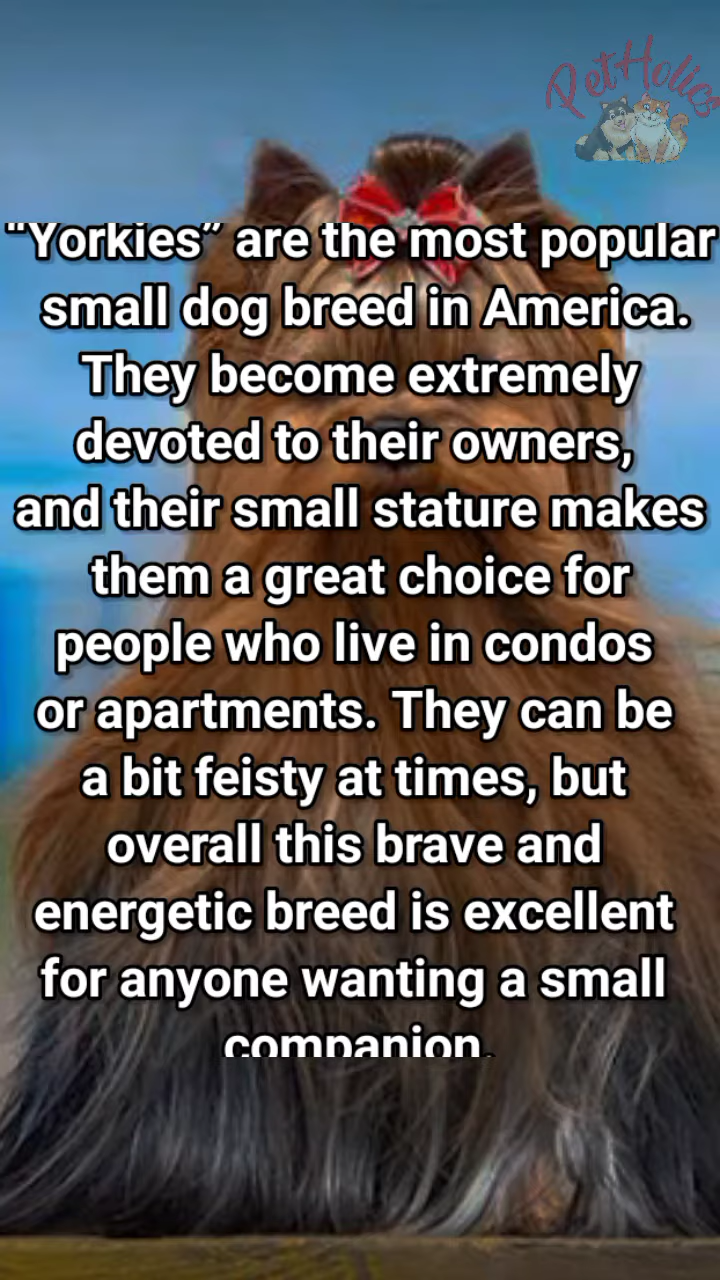 PetHolics
“Yorkies” are the most popular
small dog breed in America.
They become extremely
devoted to their owners,
and their small stature makes
them a great choice for
people who live in condos
or apartments. They can be
a bit feisty at times, but
overall this brave and
energetic breed is excellent
for anyone wanting a small
companion.